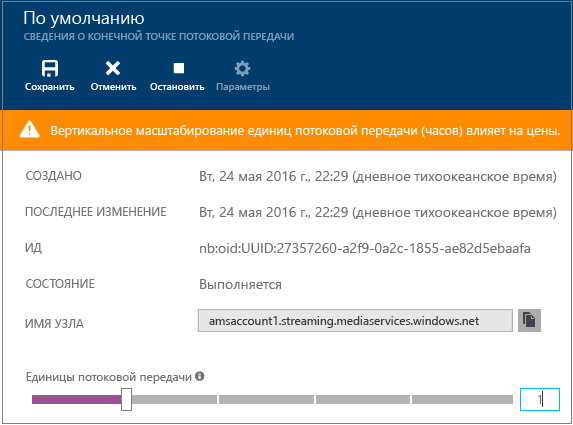 По умолчанию
СВЕДЕНИЯ О КОНЕЧНОЙ ТОЧКЕ ПОТОКОВОЙ ПЕРЕДАЧИ
Сохранить Отменить Остановить Параметры
Вертикальное масштабирование единиц потоковой передачи (часов) влияет на цены.
СОЗДАНО Вт, 24 мая 2016 г., 22:29 (дневное тихоокеанское время)
ПОСЛЕДНЕЕ ИЗМЕНЕНИЕ Вт, 24 мая 2016 г., 22:29 (дневное тихоокеанское время)
ИД nb:oid:UUID:27357260-a2f9-0a2c-1855-ae82d5ebaafa
СОСТОЯНИЕ Выполняется
ИМЯ УЗЛА amsaccount1.streaming.mediaservices.windows.net
Единицы потоковой передачи
1